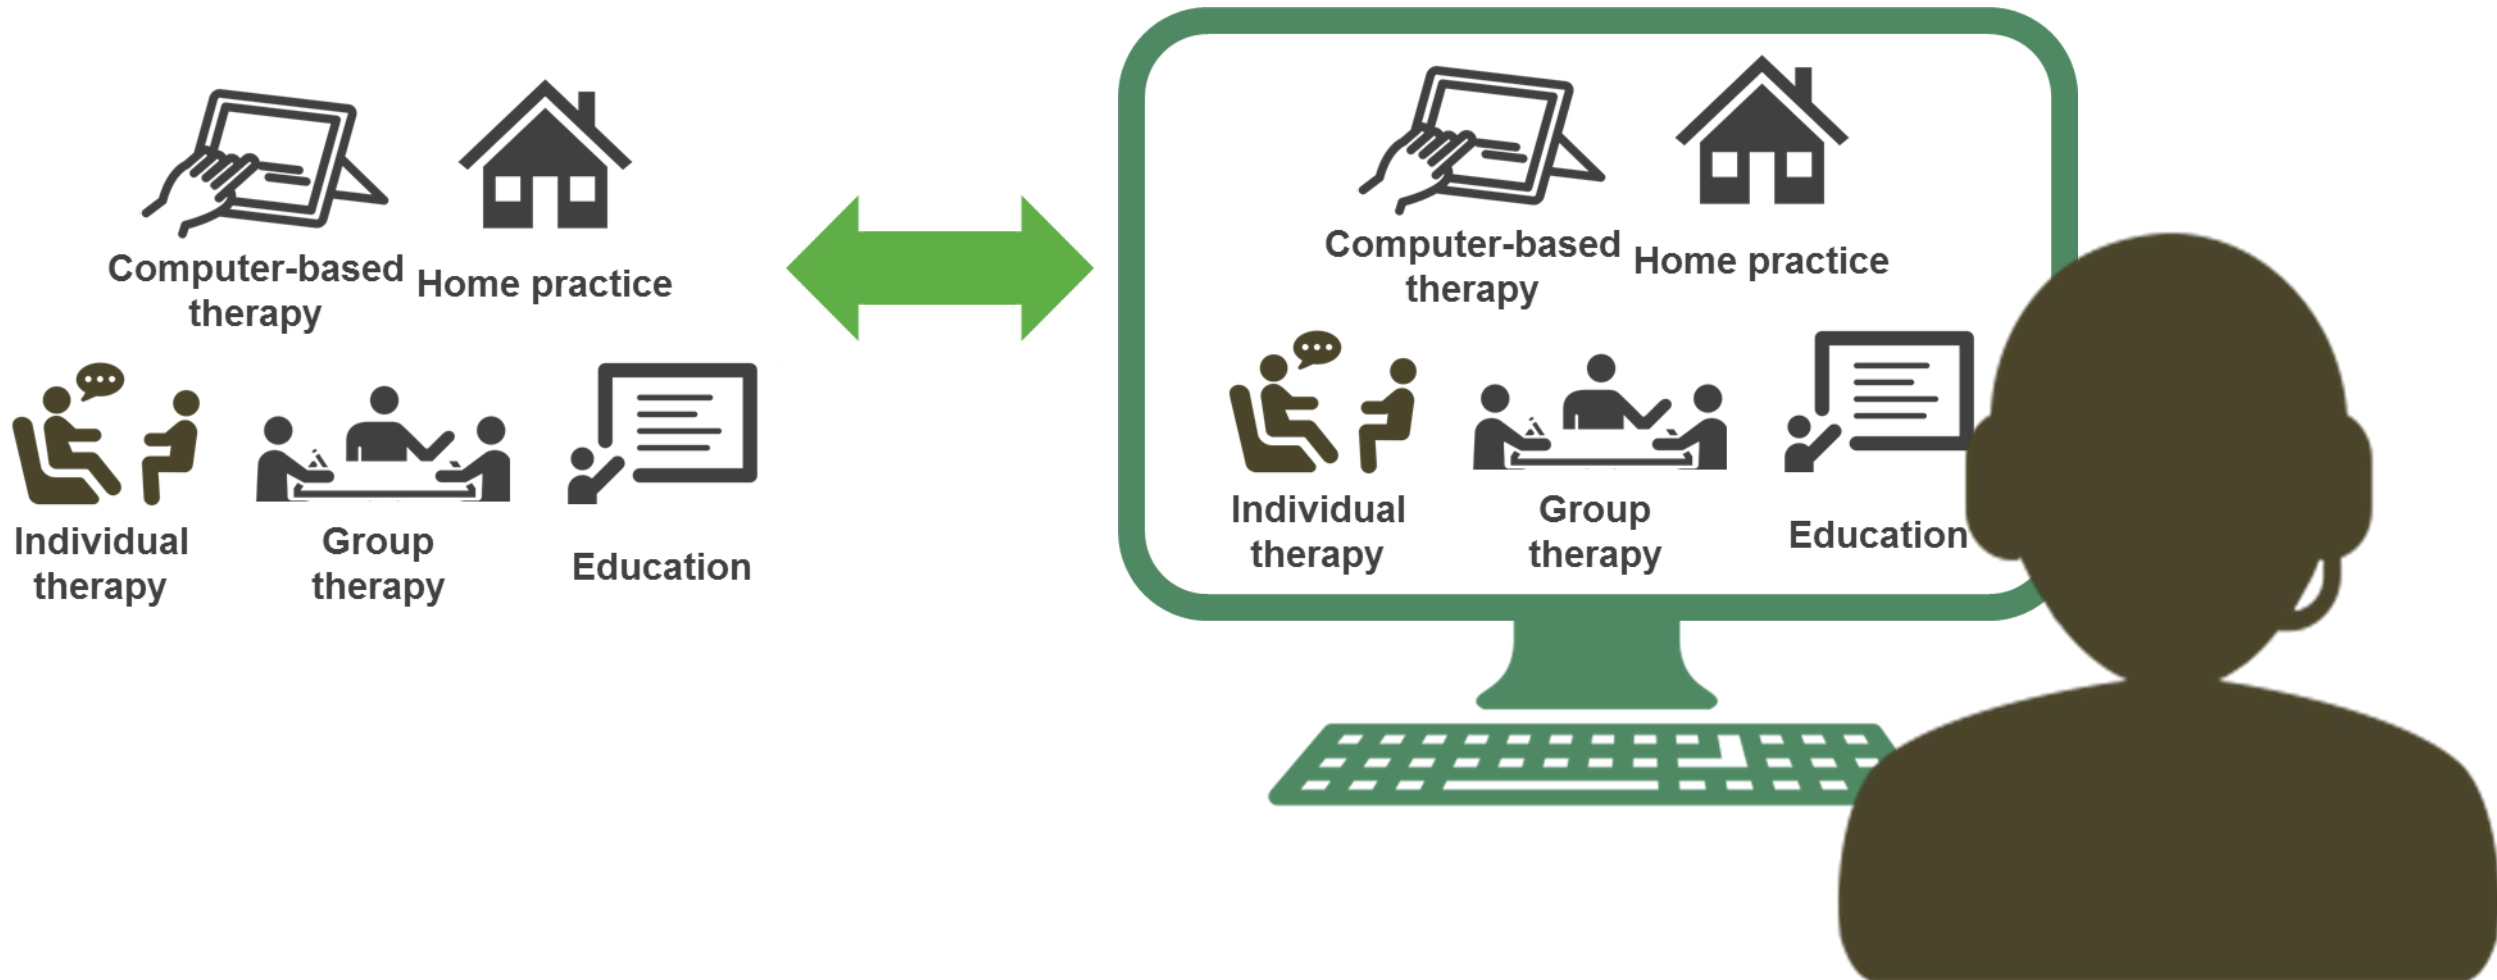 Computer-based
therapy
Home practice
Individual
therapy
Group
therapy
Education
Computer-based
therapy
Home practice
Individual
therapy
Group
therapy
Education